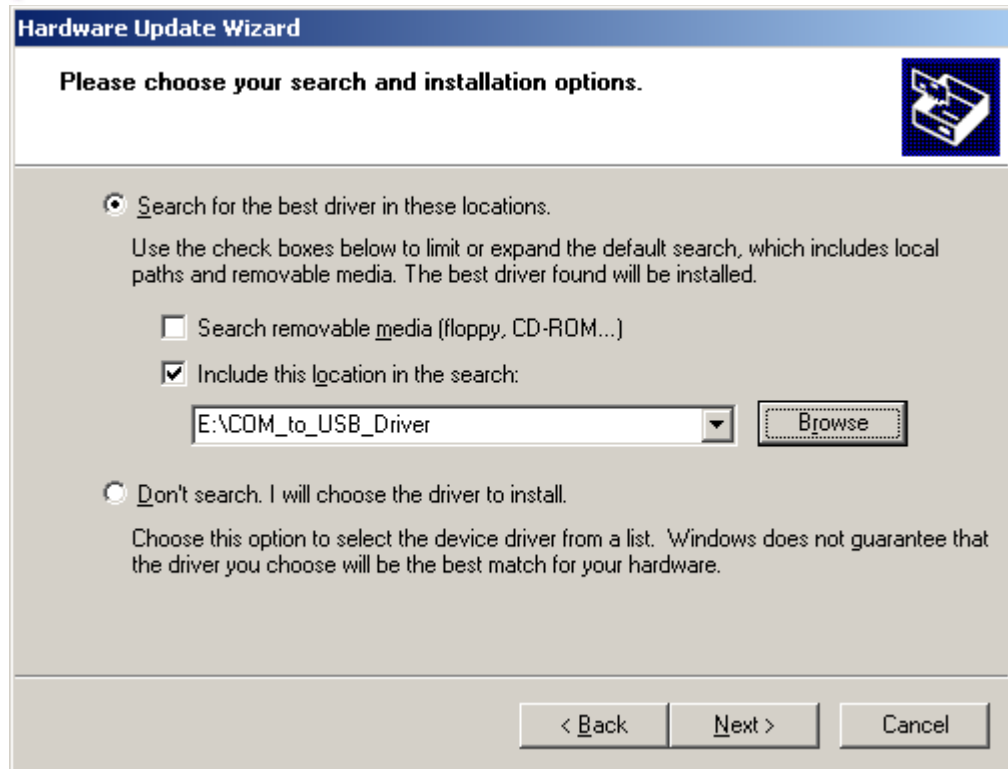 Hardware Update Wizard
Please choose your search and installation options.
Search for the best driver in these locations.
Use the check boxes below to limit or expand the default search, which includes local
paths and removable media. The best driver found will be installed.
Search removable media (floppy, CD-ROM...)
Include this location in the search:
E:\COM_to_USB_Driver
Browse
Don't search. I will choose the driver to install.
Choose this option to select the device driver from a list. Windows does not guarantee that
the driver you choose will be the best match for your hardware.
< Back Next > Cancel